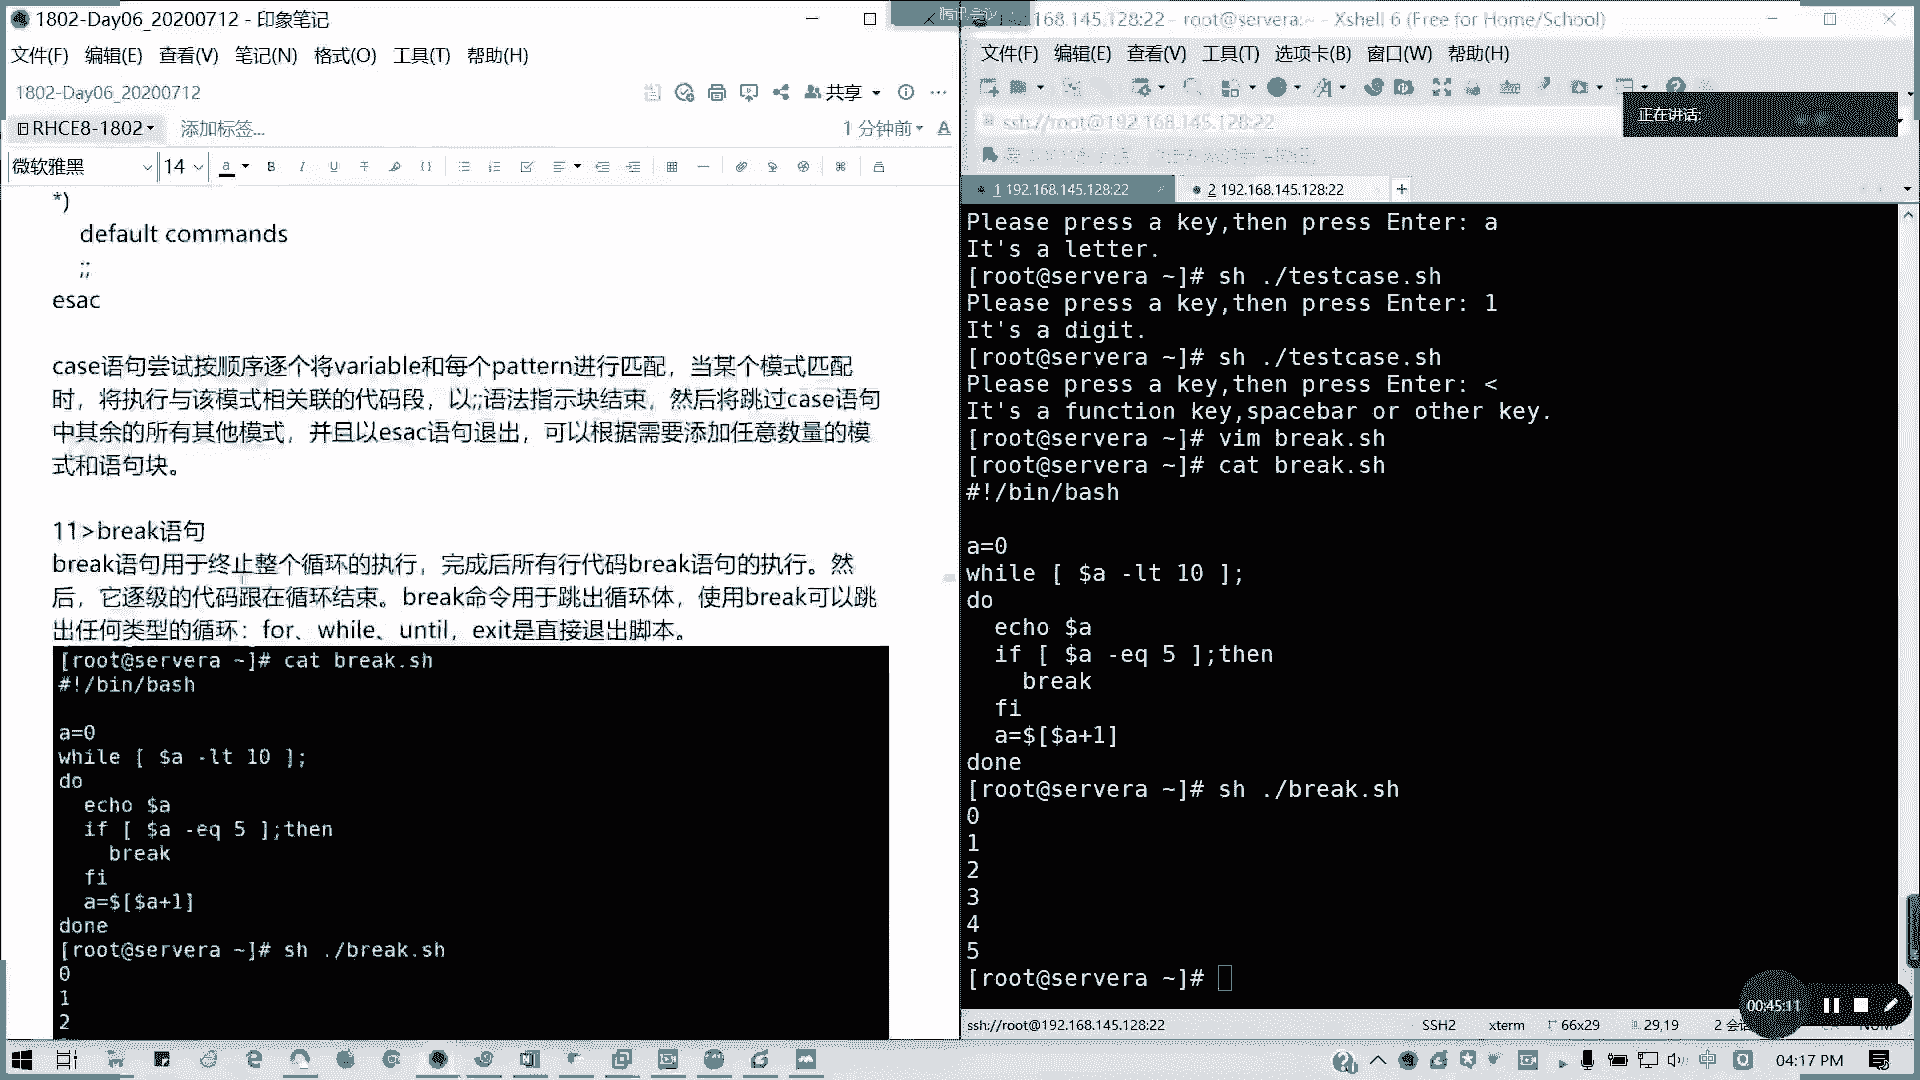 1802-Day06_20200712 - 印象笔记
文件(F) 编辑(E) 查看(V) 笔记(N) 格式(O) 工具(T) 帮助(H)
1802-Day06_20200712
共享
RHCE8-1802
添加标签...
1 分钟前
微软雅黑
14
*)
default commands
;;
esac
case语句尝试按顺序逐个将variable和每个pattern进行匹配，当某个模式匹配
时，将执行与该模式相关联的代码段，以;;语法指示块结束，然后将跳过case语句
中其余的所有其他模式，并且以esac语句退出，可以根据需要添加任意数量的模
式和语句块。
11>break语句
break语句用于终止整个循环的执行，完成后所有行代码break语句的执行。然
后，它逐级的代码跟在循环结束。break命令用于跳出循环体，使用break可以跳
出任何类型的循环：for、while、until，exit是直接退出脚本。
[root@servera ~]# cat break.sh
#!/bin/bash
a=0
while [ $a -lt 10 ];
do
echo $a
if [ $a -eq 5 ];then
break
fi
a=$[$a+1]
done
[root@servera ~]# sh ./break.sh
0
1
2
腾讯会议
168.145.128:22 - root@servera:~ - Xshell 6 (Free for Home/School)
文件(F) 编辑(E) 查看(V) 工具(T) 选项卡(B) 窗口(W) 帮助(H)
ssh://root@192.168.145.128:22
正在讲话:
1 192.168.145.128:22
2 192.168.145.128:22
Please press a key,then press Enter: a
It's a letter.
[root@servera ~]# sh ./testcase.sh
Please press a key,then press Enter: 1
It's a digit.
[root@servera ~]# sh ./testcase.sh
Please press a key,then press Enter: <
It's a function key,spacebar or other key.
[root@servera ~]# vim break.sh
[root@servera ~]# cat break.sh
#!/bin/bash
a=0
while [ $a -lt 10 ];
do
echo $a
if [ $a -eq 5 ];then
break
fi
a=$[$a+1]
done
[root@servera ~]# sh ./break.sh
0
1
2
3
4
5
[root@servera ~]#
00:45:11
ssh://root@192.168.145.128:22
SSH2
xterm
66x29
29,19
NUM
04:17 PM